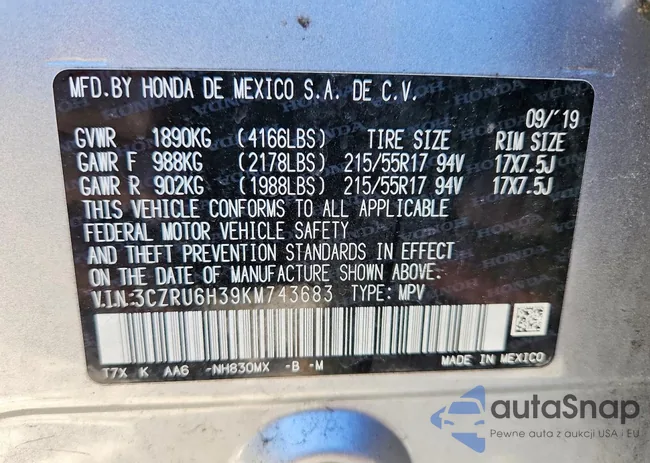 MFD.BY HONDA DE MEXICO S.A. DE C.V.
09/'19
GVWR 1890KG (4166LBS) TIRE SIZE RIM SIZE
GAWR F 988KG (2178LBS) 215/55R17 94V 17X7.5J
GAWR R 902KG (1988LBS) 215/55R17 94V 17X7.5J
THIS VEHICLE CONFORMS TO ALL APPLICABLE
FEDERAL MOTOR VEHICLE SAFETY
AND THEFT PREVENTION STANDARDS IN EFFECT
ON THE DATE OF MANUFACTURE SHOWN ABOVE.
V.I.N:3CZRU6H39KM743683 TYPE: MPV
T7X K AA6 -NH830MX -B -M
MADE IN MEXICO
autaSnap
Pewne auta z aukcji USA i EU